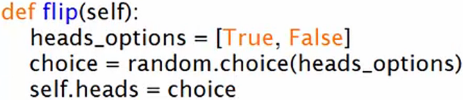 def flip(self):
    heads_options = [True, False]
    choice = random.choice(heads_options)
    self.heads = choice